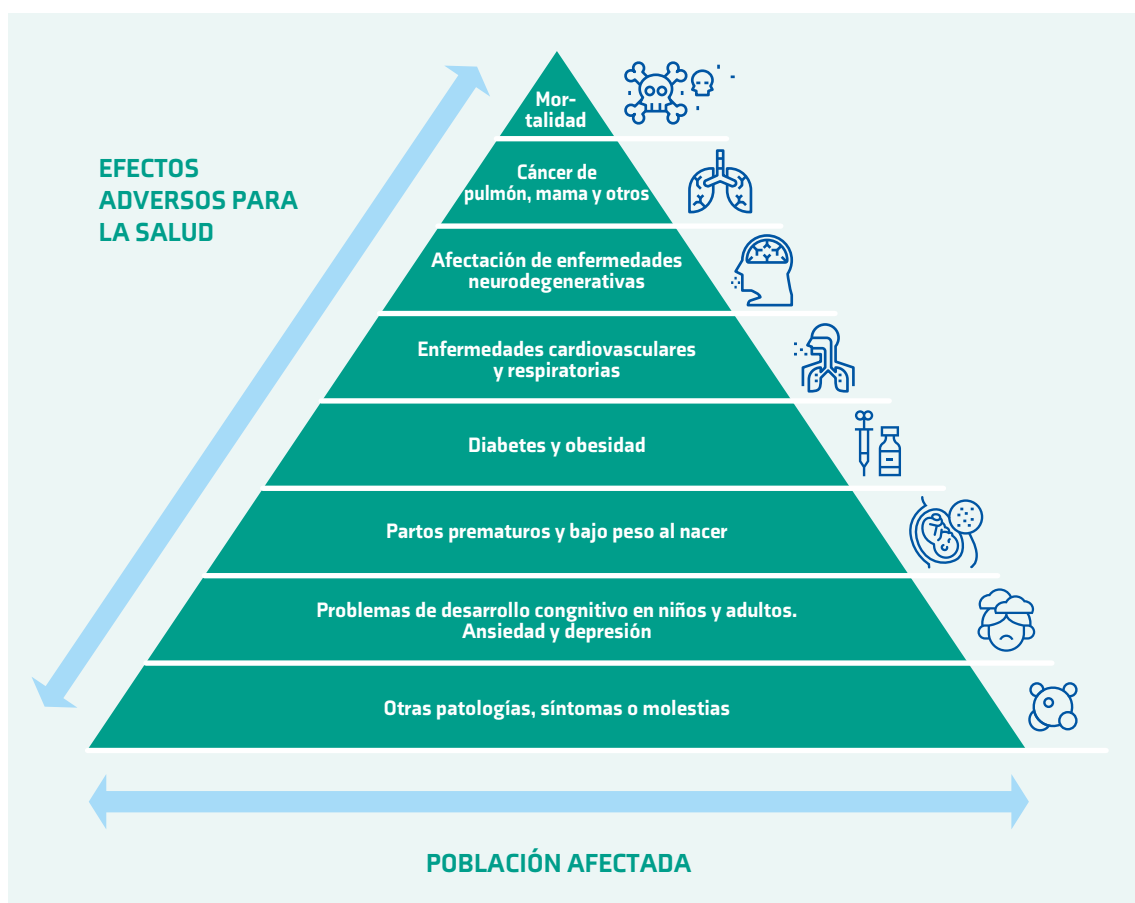 Mor-
talidad
EFECTOS
ADVERSOS PARA
LA SALUD
Cáncer de
pulmón, mama y otros
Afectación de enfermedades
neurodegenerativas
Enfermedades cardiovasculares
y respiratorias
Diabetes y obesidad
Partos prematuros y bajo peso al nacer
Problemas de desarrollo congnitivo en niños y adultos.
Ansiedad y depresión
Otras patologías, síntomas o molestias
POBLACIÓN AFECTADA